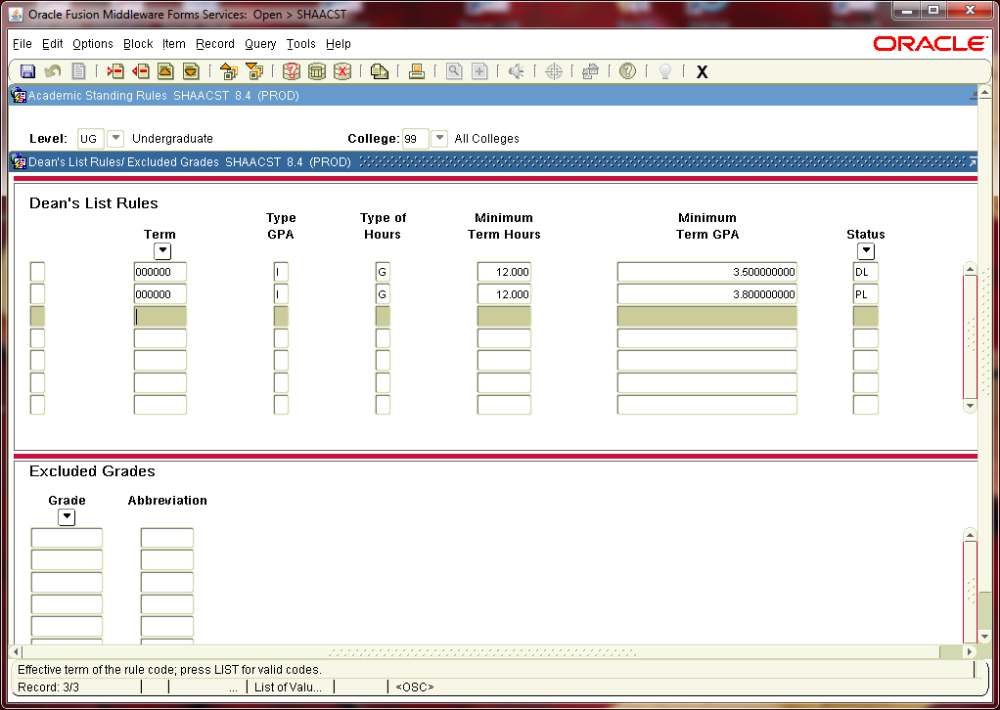 Oracle Fusion Middleware Forms Services: Open > SHAACST
File Edit Options Block Item Record Query Tools Help
ORACLE
X
Academic Standing Rules SHAACST 8.4 (PROD)
Level: UG Undergraduate College: 99 All Colleges
Dean's List Rules/ Excluded Grades SHAACST 8.4 (PROD)
Dean's List Rules
Type Type of Minimum Minimum
Term GPA Hours Term Hours Term GPA Status
000000 I G 12.000 3.500000000 DL
000000 I G 12.000 3.800000000 PL
Excluded Grades
Grade Abbreviation
Effective term of the rule code; press LIST for valid codes.
Record: 3/3 ... List of Valu... <OSC>